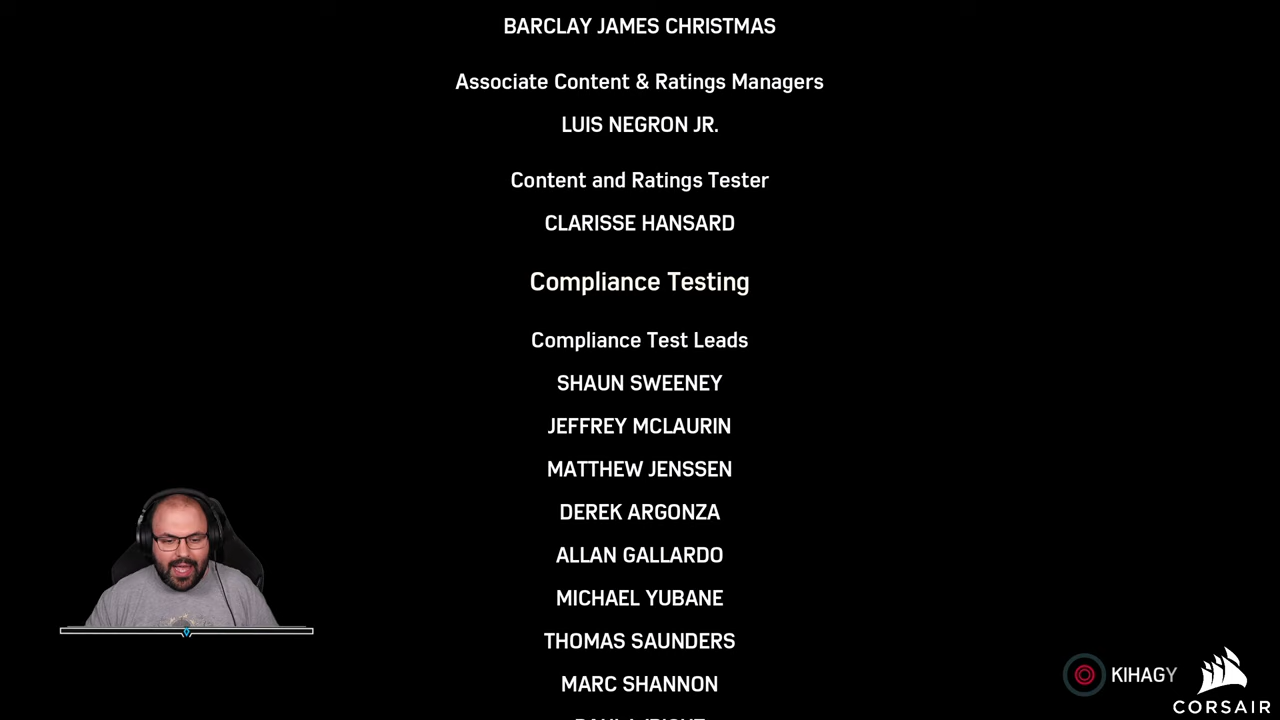 BARCLAY JAMES CHRISTMAS
Associate Content & Ratings Managers
LUIS NEGRON JR.
Content and Ratings Tester
CLARISSE HANSARD
Compliance Testing
Compliance Test Leads
SHAUN SWEENEY
JEFFREY MCLAURIN
MATTHEW JENSSEN
DEREK ARGONZA
ALLAN GALLARDO
MICHAEL YUBANE
THOMAS SAUNDERS
MARC SHANNON
KIHAGY
CORSAIR